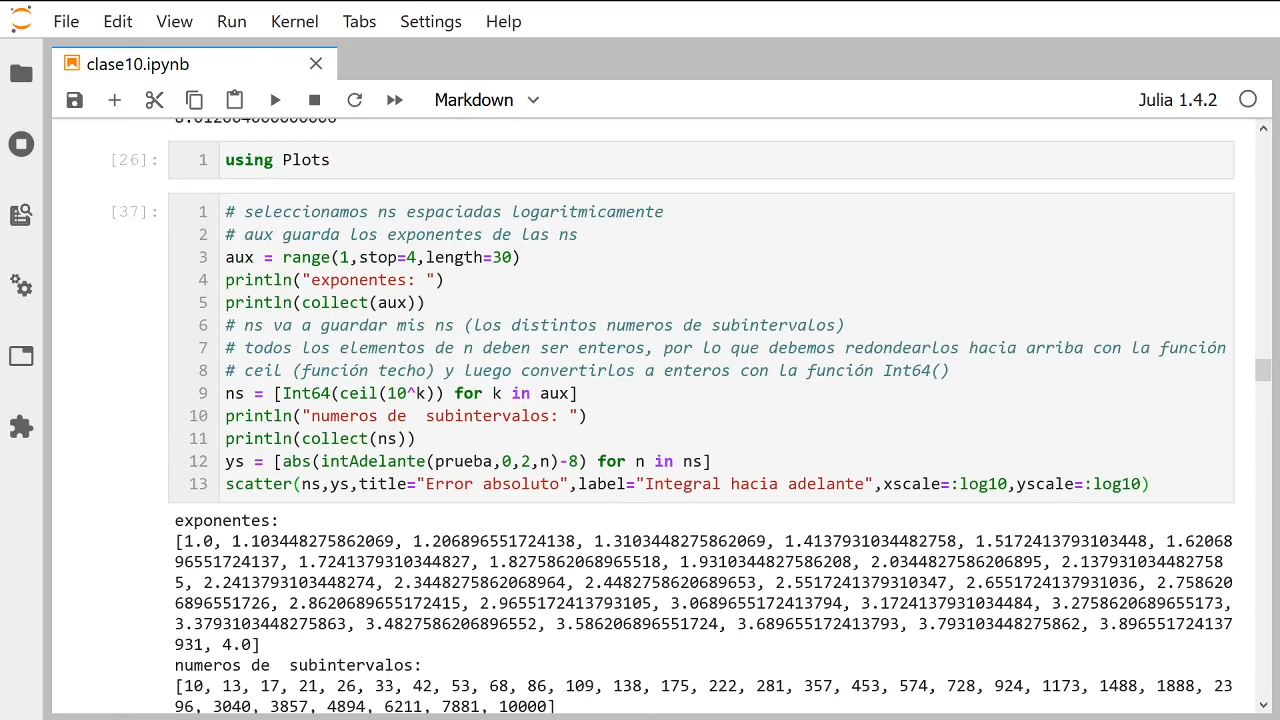 File Edit View Run Kernel Tabs Settings Help
clase10.ipynb
Markdown
Julia 1.4.2
[26]:
1 using Plots
[37]:
1 # seleccionamos ns espaciadas logaritmicamente
2 # aux guarda los exponentes de las ns
3 aux = range(1,stop=4,length=30)
4 println("exponentes: ")
5 println(collect(aux))
6 # ns va a guardar mis ns (los distintos numeros de subintervalos)
7 # todos los elementos de n deben ser enteros, por lo que debemos redondearlos hacia arriba con la función
8 # ceil (función techo) y luego convertirlos a enteros con la función Int64()
9 ns = [Int64(ceil(10^k)) for k in aux]
10 println("numeros de  subintervalos: ")
11 println(collect(ns))
12 ys = [abs(intAdelante(prueba,0,2,n)-8) for n in ns]
13 scatter(ns,ys,title="Error absoluto",label="Integral hacia adelante",xscale=:log10,yscale=:log10)
exponentes:
[1.0, 1.103448275862069, 1.206896551724138, 1.3103448275862069, 1.4137931034482758, 1.5172413793103448, 1.62068
96551724137, 1.7241379310344827, 1.8275862068965518, 1.9310344827586208, 2.0344827586206895, 2.137931034482758
5, 2.2413793103448274, 2.3448275862068964, 2.4482758620689653, 2.5517241379310347, 2.6551724137931036, 2.758620
6896551726, 2.8620689655172415, 2.9655172413793105, 3.0689655172413794, 3.1724137931034484, 3.2758620689655173,
3.3793103448275863, 3.4827586206896552, 3.586206896551724, 3.689655172413793, 3.793103448275862, 3.896551724137
931, 4.0]
numeros de  subintervalos:
[10, 13, 17, 21, 26, 33, 42, 53, 68, 86, 109, 138, 175, 222, 281, 357, 453, 574, 728, 924, 1173, 1488, 1888, 23
96, 3040, 3857, 4894, 6211, 7881, 10000]